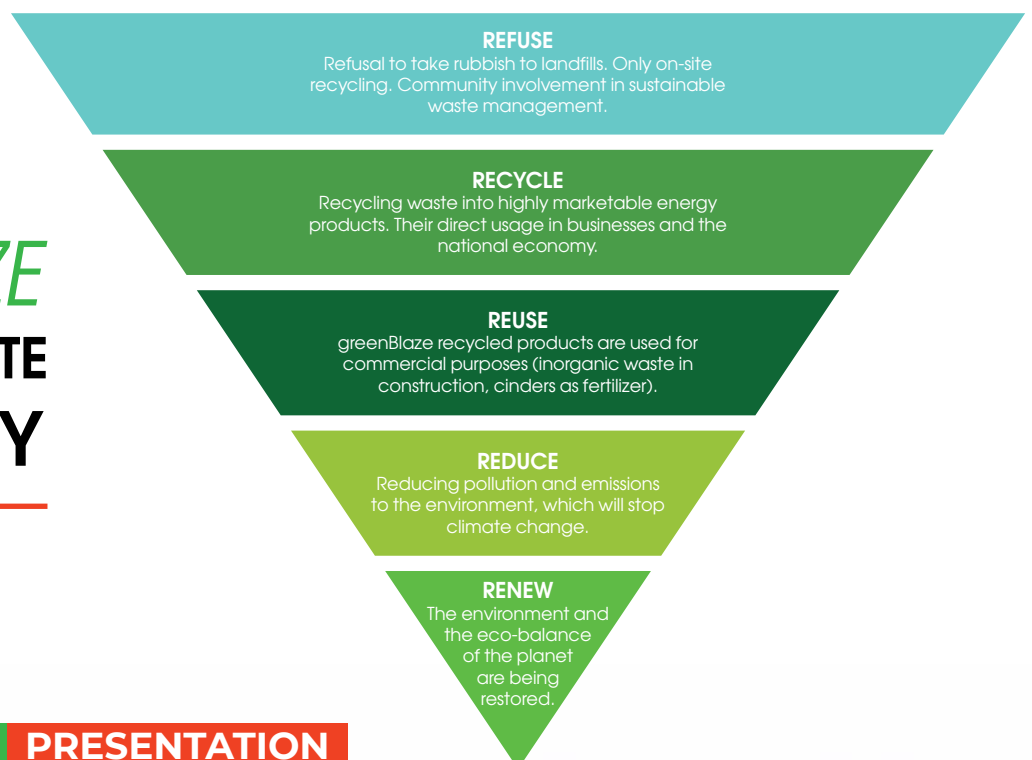 REFUSE
Refusal to take rubbish to landfills. Only on-site
recycling. Community involvement in sustainable
waste management.
RECYCLE
Recycling waste into highly marketable energy
products. Their direct usage in businesses and the
national economy.
ZE
TE
Y
REUSE
greenBlaze recycled products are used for
commercial purposes (inorganic waste in
construction, cinders as fertilizer).
REDUCE
Reducing pollution and emissions
to the environment, which will stop
climate change.
RENEW
The environment and
the eco-balance
of the planet
are being
restored.
PRESENTATION